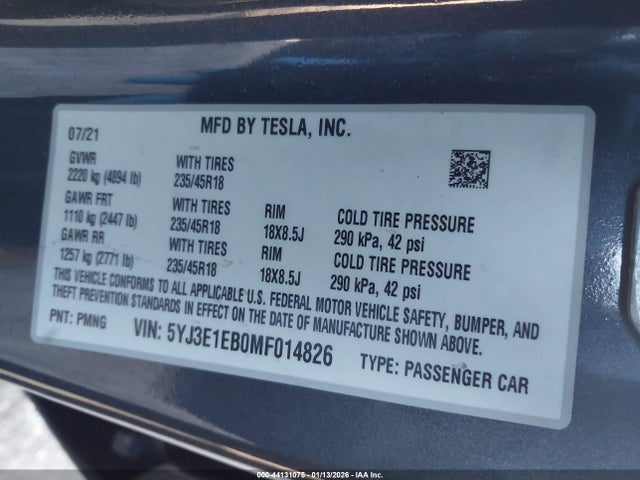 07/21 MFD BY TESLA, INC.
GVWR WITH TIRES
2220 kg (4894 lb) 235/45R18
GAWR FRT WITH TIRES RIM COLD TIRE PRESSURE
1110 kg (2447 lb) 235/45R18 18X8.5J 290 kPa, 42 psi
GAWR RR WITH TIRES RIM COLD TIRE PRESSURE
1257 kg (2771 lb) 235/45R18 18X8.5J 290 kPa, 42 psi
THIS VEHICLE CONFORMS TO ALL APPLICABLE U.S. FEDERAL MOTOR VEHICLE SAFETY, BUMPER, AND
THEFT PREVENTION STANDARDS IN EFFECT ON THE DATE OF MANUFACTURE SHOWN ABOVE.
PNT: PMNG VIN: 5YJ3E1EB0MF014826 TYPE: PASSENGER CAR
000-44131075 — 01/13/2026 — IAA Inc.